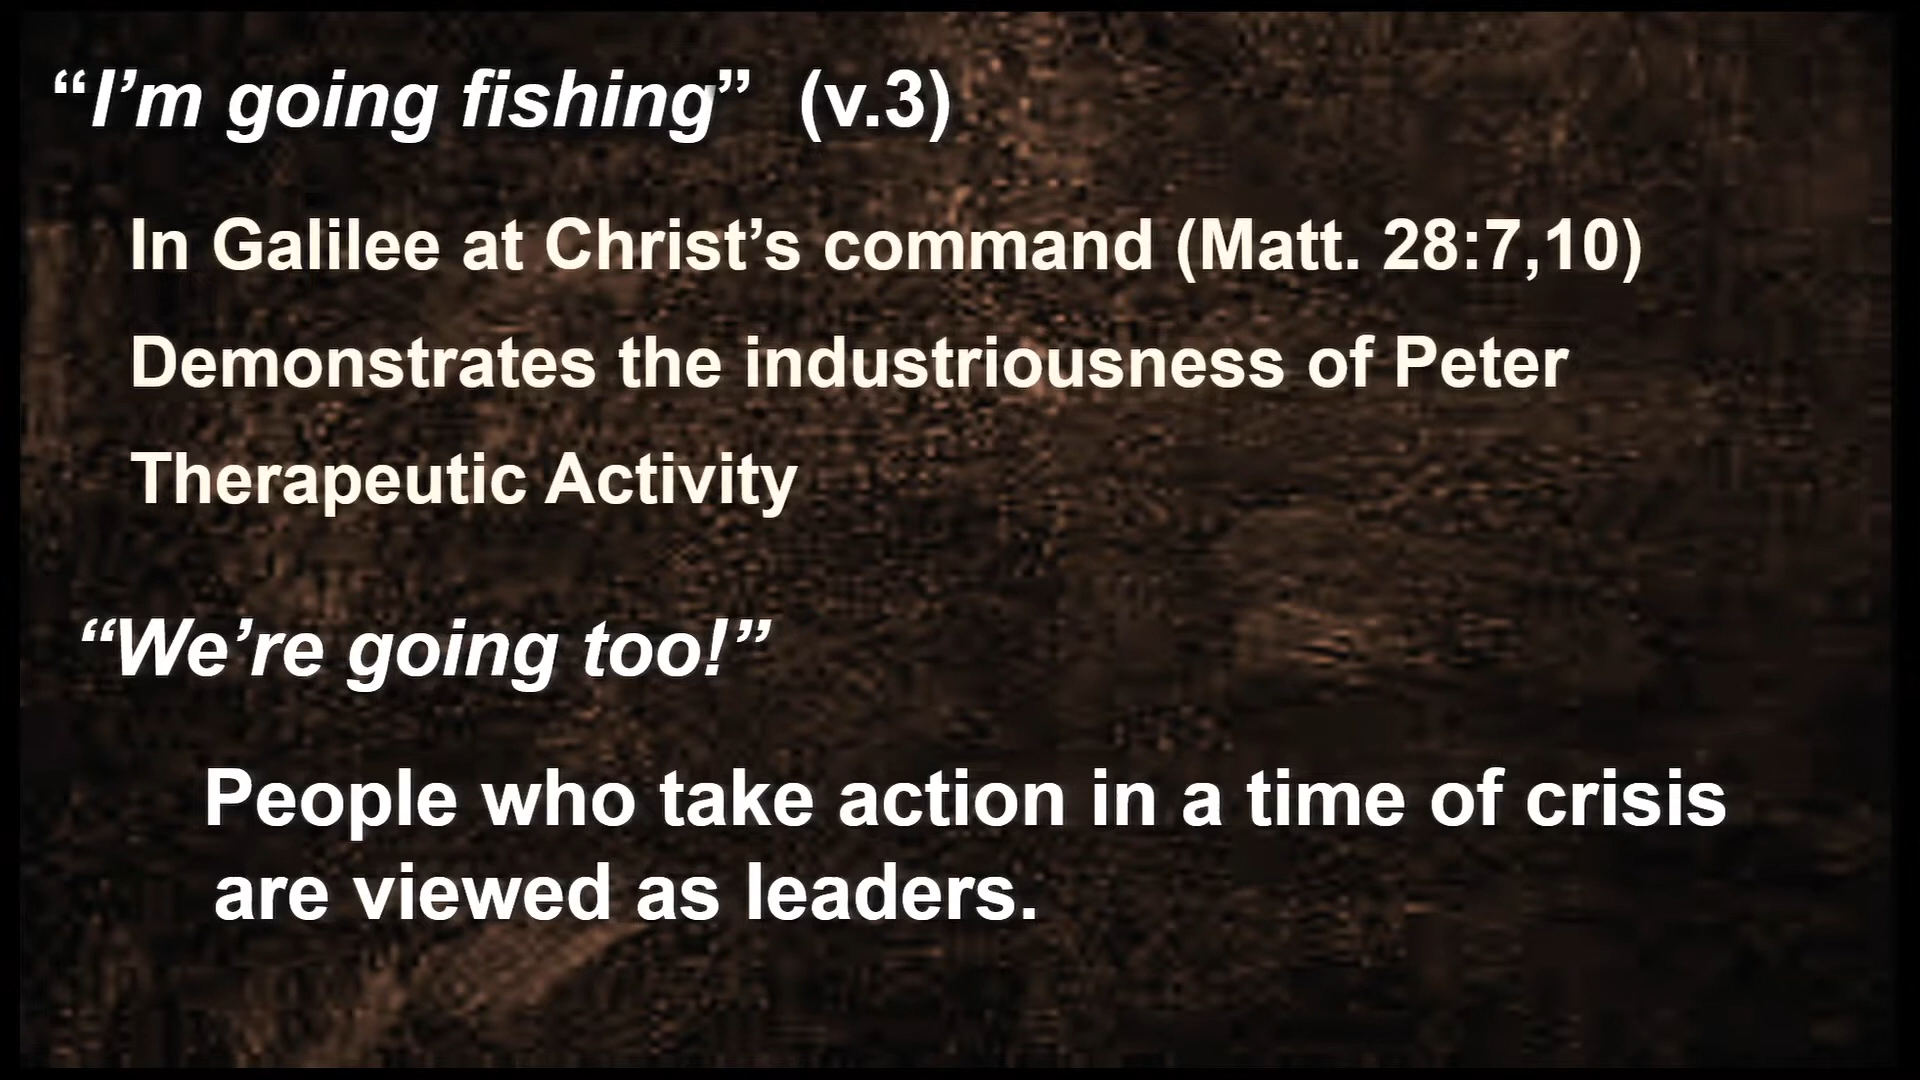 “I’m going fishing”  (v.3)
In Galilee at Christ’s command (Matt. 28:7,10)
Demonstrates the industriousness of Peter
Therapeutic Activity
“We’re going too!”
People who take action in a time of crisis
are viewed as leaders.